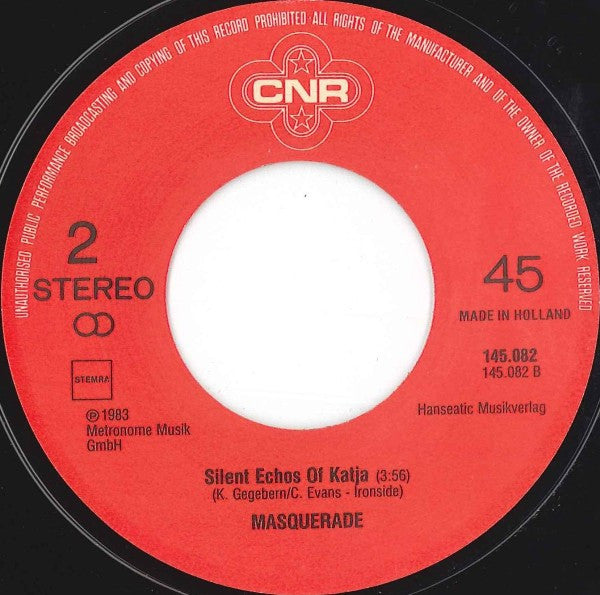 UNAUTHORISED PUBLIC PERFORMANCE BROADCASTING AND COPYING OF THIS RECORD PROHIBITED ALL RIGHTS OF THE MANUFACTURER AND OF THE OWNER OF THE RECORDED WORK RESERVED
CNR
2
STEREO
45
MADE IN HOLLAND
STEMRA
℗ 1983
Metronome Musik
GmbH
145.082
145.082 B
Hanseatic Musikverlag
Silent Echos Of Katja (3:56)
(K. Gegebern/C. Evans - Ironside)
MASQUERADE